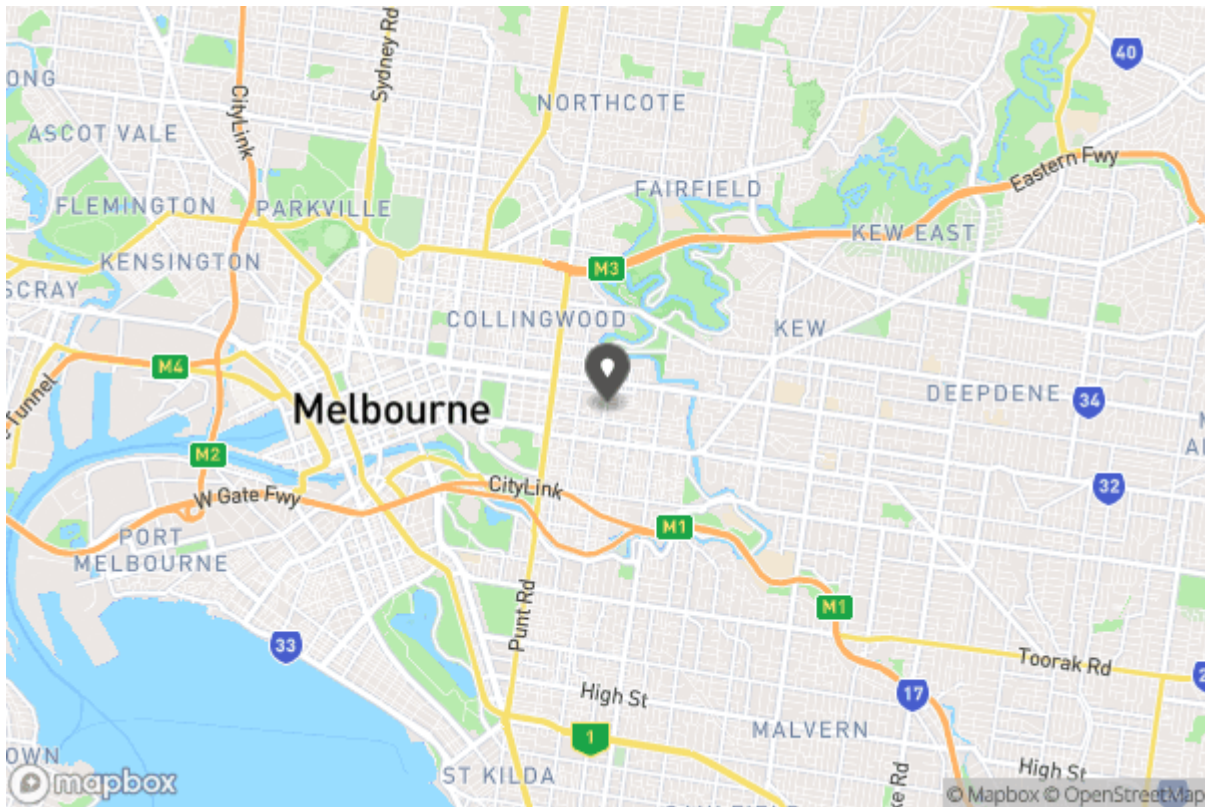 40
Sydney Rd
NORTHCOTE
ONG
CityLink
ASCOT VALE
Eastern Fwy
FAIRFIELD
FLEMINGTON
PARKVILLE
KEW EAST
KENSINGTON
M3
SCRAY
COLLINGWOOD
KEW
M4
DEEPDENE
34
Tunnel
Melbourne
M2
CityLink
32
W Gate Fwy
M1
PORT
MELBOURNE
Punt Rd
M1
33
Toorak Rd
High St
17
MALVERN
1
OWN
ST KILDA
High St
mapbox
© Mapbox © OpenStreetMap